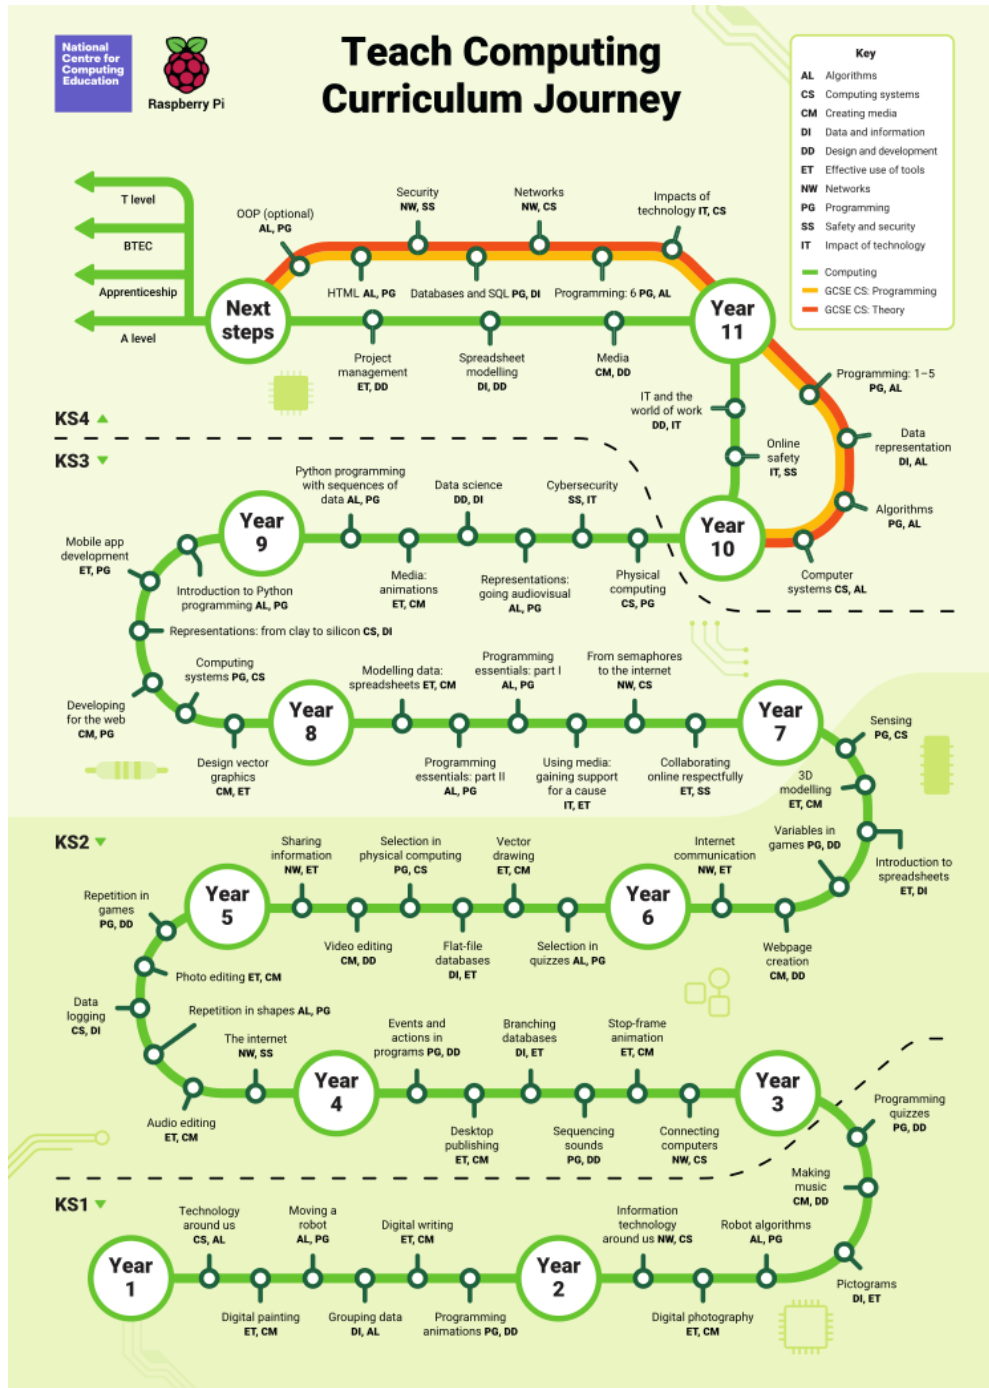 National
Centre for
Computing
Education
Raspberry Pi
Teach Computing
Curriculum Journey
Key
AL Algorithms
CS Computing systems
CM Creating media
DI Data and information
DD Design and development
ET Effective use of tools
NW Networks
PG Programming
SS Safety and security
IT Impact of technology
Computing
GCSE CS: Programming
GCSE CS: Theory
T level
BTEC
Apprenticeship
A level
Next
steps
OOP (optional)
AL, PG
Security
NW, SS
Networks
NW, CS
Impacts of
technology IT, CS
HTML AL, PG
Databases and SQL PG, DI
Programming: 6 PG, AL
Year
11
Project
management
ET, DD
Spreadsheet
modelling
DI, DD
Media
CM, DD
IT and the
world of work
DD, IT
Online
safety
IT, SS
Programming: 1–5
PG, AL
Data
representation
DI, AL
Algorithms
PG, AL
Computer
systems CS, AL
KS4
KS3
Year
10
Python programming
with sequences of
data AL, PG
Data science
DD, DI
Cybersecurity
SS, IT
Year
9
Media:
animations
ET, CM
Representations:
going audiovisual
AL, PG
Physical
computing
CS, PG
Mobile app
development
ET, PG
Introduction to Python
programming AL, PG
Representations: from clay to silicon CS, DI
Computing
systems PG, CS
Developing
for the web
CM, PG
Design vector
graphics
CM, ET
Year
8
Modelling data:
spreadsheets ET, CM
Programming
essentials: part I
AL, PG
From semaphores
to the internet
NW, CS
Programming
essentials: part II
AL, PG
Using media:
gaining support
for a cause
IT, ET
Collaborating
online respectfully
ET, SS
Year
7
Sensing
PG, CS
3D
modelling
ET, CM
Variables in
games PG, DD
Introduction to
spreadsheets
ET, DI
KS2
Sharing
information
NW, ET
Selection in
physical computing
PG, CS
Vector
drawing
ET, CM
Internet
communication
NW, ET
Year
5
Year
6
Video editing
CM, DD
Flat-file
databases
DI, ET
Selection in
quizzes AL, PG
Webpage
creation
CM, DD
Repetition in
games
PG, DD
Photo editing ET, CM
Data
logging
CS, DI
Repetition in shapes AL, PG
The internet
NW, SS
Audio editing
ET, CM
Year
4
Events and
actions in
programs PG, DD
Branching
databases
DI, ET
Stop-frame
animation
ET, CM
Desktop
publishing
ET, CM
Sequencing
sounds
PG, DD
Connecting
computers
NW, CS
Year
3
Programming
quizzes
PG, DD
Making
music
CM, DD
Pictograms
DI, ET
KS1
Technology
around us
CS, AL
Moving a
robot
AL, PG
Digital writing
ET, CM
Information
technology
around us NW, CS
Robot algorithms
AL, PG
Year
1
Year
2
Digital painting
ET, CM
Grouping data
DI, AL
Programming
animations PG, DD
Digital photography
ET, CM